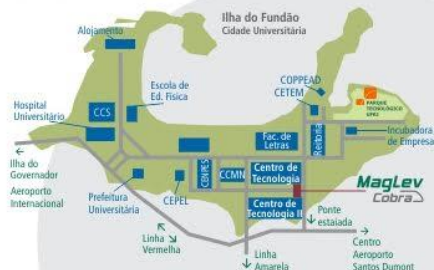 Ilha do Fundão
Cidade Universitária
Alojamento
Escola de
Ed. Física
COPPEAD
CETEM
PARQUE
TECNOLÓGICO
UFRJ
Hospital
Universitário
CCS
Fac. de
Letras
Reitoria
Incubadora
de Empresa
Ilha do
Governador
Aeroporto
Internacional
Prefeitura
Universitária
CEPEL
CENPES
CCMN
Centro de
Tecnologia
Centro de
Tecnologia II
MagLev
Cobra
Ponte
estaiada
Linha
Vermelha
Linha
Amarela
Centro
Aeroporto
Santos Dumont